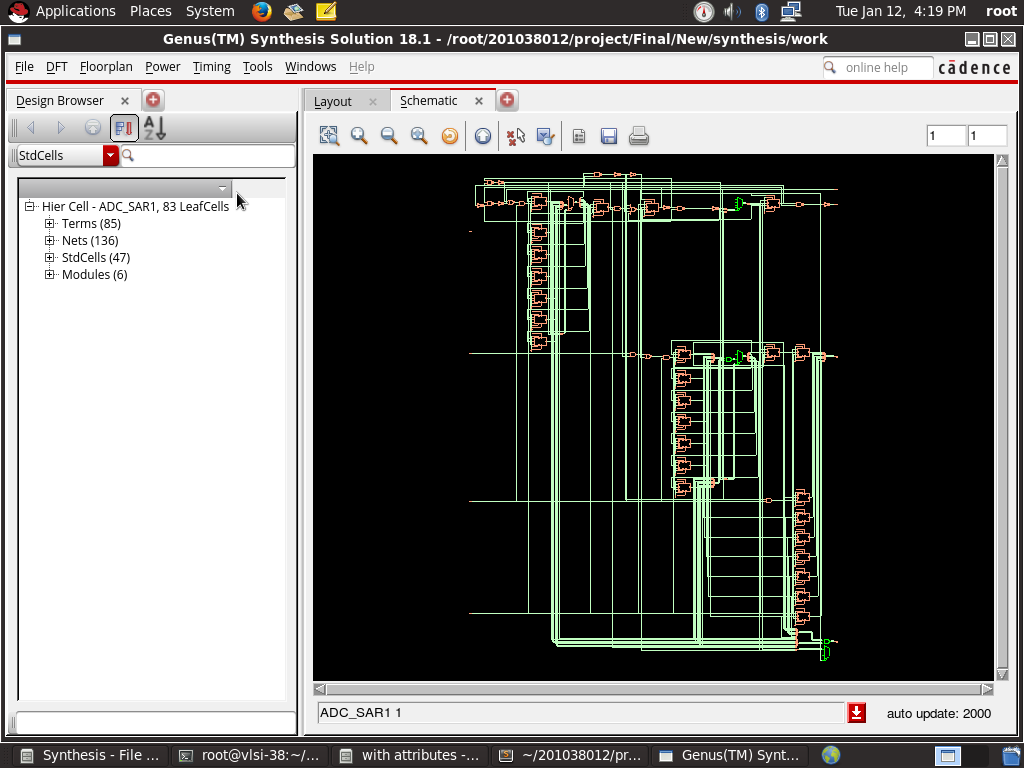 Applications Places System Tue Jan 12, 4:19 PM root
Genus(TM) Synthesis Solution 18.1 - /root/201038012/project/Final/New/synthesis/work
File DFT Floorplan Power Timing Tools Windows Help online help cādence
Design Browser Layout Schematic
A Z
StdCells 1 1
Hier Cell - ADC_SAR1, 83 LeafCells
Terms (85)
Nets (136)
StdCells (47)
Modules (6)
ADC_SAR1 1 auto update: 2000
Synthesis - File ... root@vlsi-38:~/... with attributes -... ~/201038012/pr... Genus(TM) Synt...